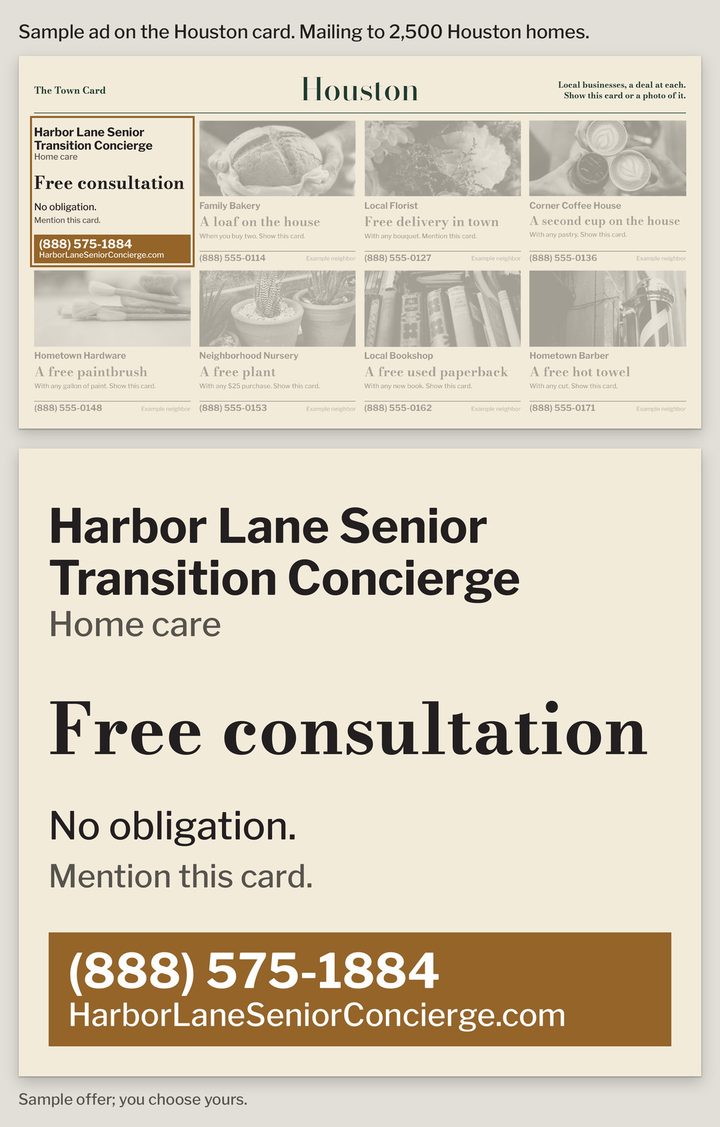 Sample ad on the Houston card. Mailing to 2,500 Houston homes.
The Town Card
Houston
Local businesses, a deal at each.
Show this card or a photo of it.
Harbor Lane Senior
Transition Concierge
Home care
Free consultation
No obligation.
Mention this card.
(888) 575-1884
HarborLaneSeniorConcierge.com
Family Bakery
A loaf on the house
When you buy two. Show this card.
(888) 555-0114
Example neighbor
Local Florist
Free delivery in town
With any bouquet. Mention this card.
(888) 555-0127
Example neighbor
Corner Coffee House
A second cup on the house
With any pastry. Show this card.
(888) 555-0136
Example neighbor
Hometown Hardware
A free paintbrush
With any gallon of paint. Show this card.
(888) 555-0148
Example neighbor
Neighborhood Nursery
A free plant
With any $25 purchase. Show this card.
(888) 555-0153
Example neighbor
Local Bookshop
A free used paperback
With any new book. Show this card.
(888) 555-0162
Example neighbor
Hometown Barber
A free hot towel
With any cut. Show this card.
(888) 555-0171
Example neighbor
Harbor Lane Senior
Transition Concierge
Home care
Free consultation
No obligation.
Mention this card.
(888) 575-1884
HarborLaneSeniorConcierge.com
Sample offer; you choose yours.